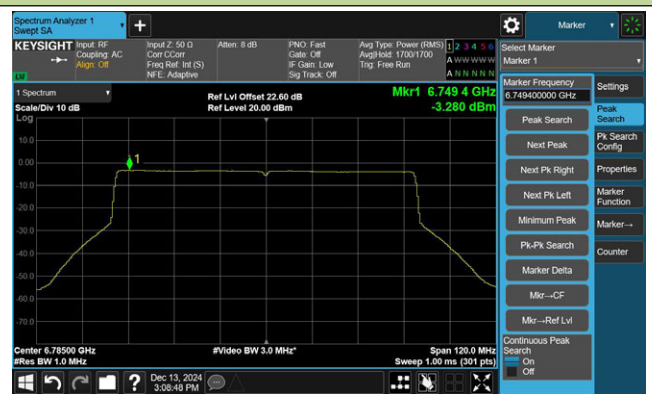 Spectrum Analyzer 1
Swept SA
+
Marker
KEYSIGHT
Input: RF
Coupling: AC
Align: Off
Input Z: 50 Ω
Corr CCorr
Freq Ref: Int (S)
NFE: Adaptive
Atten: 8 dB
PNO: Fast
Gate: Off
IF Gain: Low
Sig Track: Off
Avg Type: Power (RMS)
Avg|Hold: 1700/1700
Trig: Free Run
1 2 3 4 5 6
A W W W W W
A N N N N N
LXI
Select Marker
Marker 1
1 Spectrum
Scale/Div 10 dB
Ref Lvl Offset 22.60 dB
Ref Level 20.00 dBm
Mkr1 6.749 4 GHz
-3.280 dBm
Log
10.0
0.00
-10.0
-20.0
-30.0
-40.0
-50.0
-60.0
-70.0
1
Center 6.78500 GHz
#Res BW 1.0 MHz
#Video BW 3.0 MHz*
Span 120.0 MHz
Sweep 1.00 ms (301 pts)
Marker Frequency
6.749400000 GHz
Peak Search
Next Peak
Next Pk Right
Next Pk Left
Minimum Peak
Pk-Pk Search
Marker Delta
Mkr→CF
Mkr→Ref Lvl
Continuous Peak
Search
On
Off
Settings
Peak
Search
Pk Search
Config
Properties
Marker
Function
Marker→
Counter
?
Dec 13, 2024
3:08:48 PM